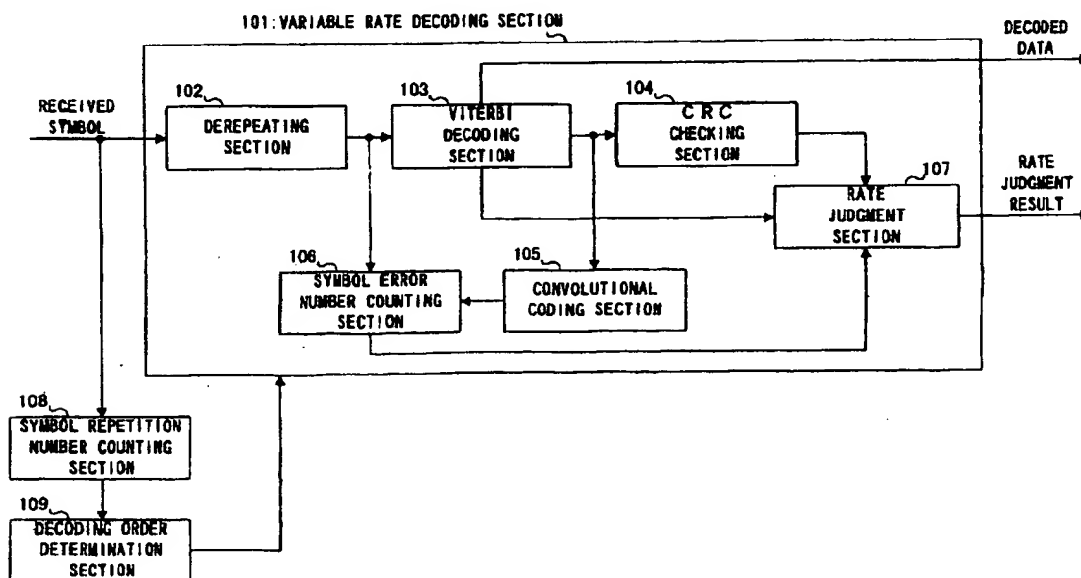 101:VARIABLE RATE DECODING SECTION
DECODED
DATA
RECEIVED
SYMBOL
102
DEREPEATING
SECTION
103
VITERBI
DECODING
SECTION
104
C R C
CHECKING
SECTION
107
RATE
JUDGMENT
SECTION
RATE
JUDGMENT
RESULT
106
SYMBOL ERROR
NUMBER COUNTING
SECTION
105
CONVOLUTIONAL
CODING SECTION
108
SYMBOL REPETITION
NUMBER COUNTING
SECTION
109
DECODING ORDER
DETERMINATION
SECTION